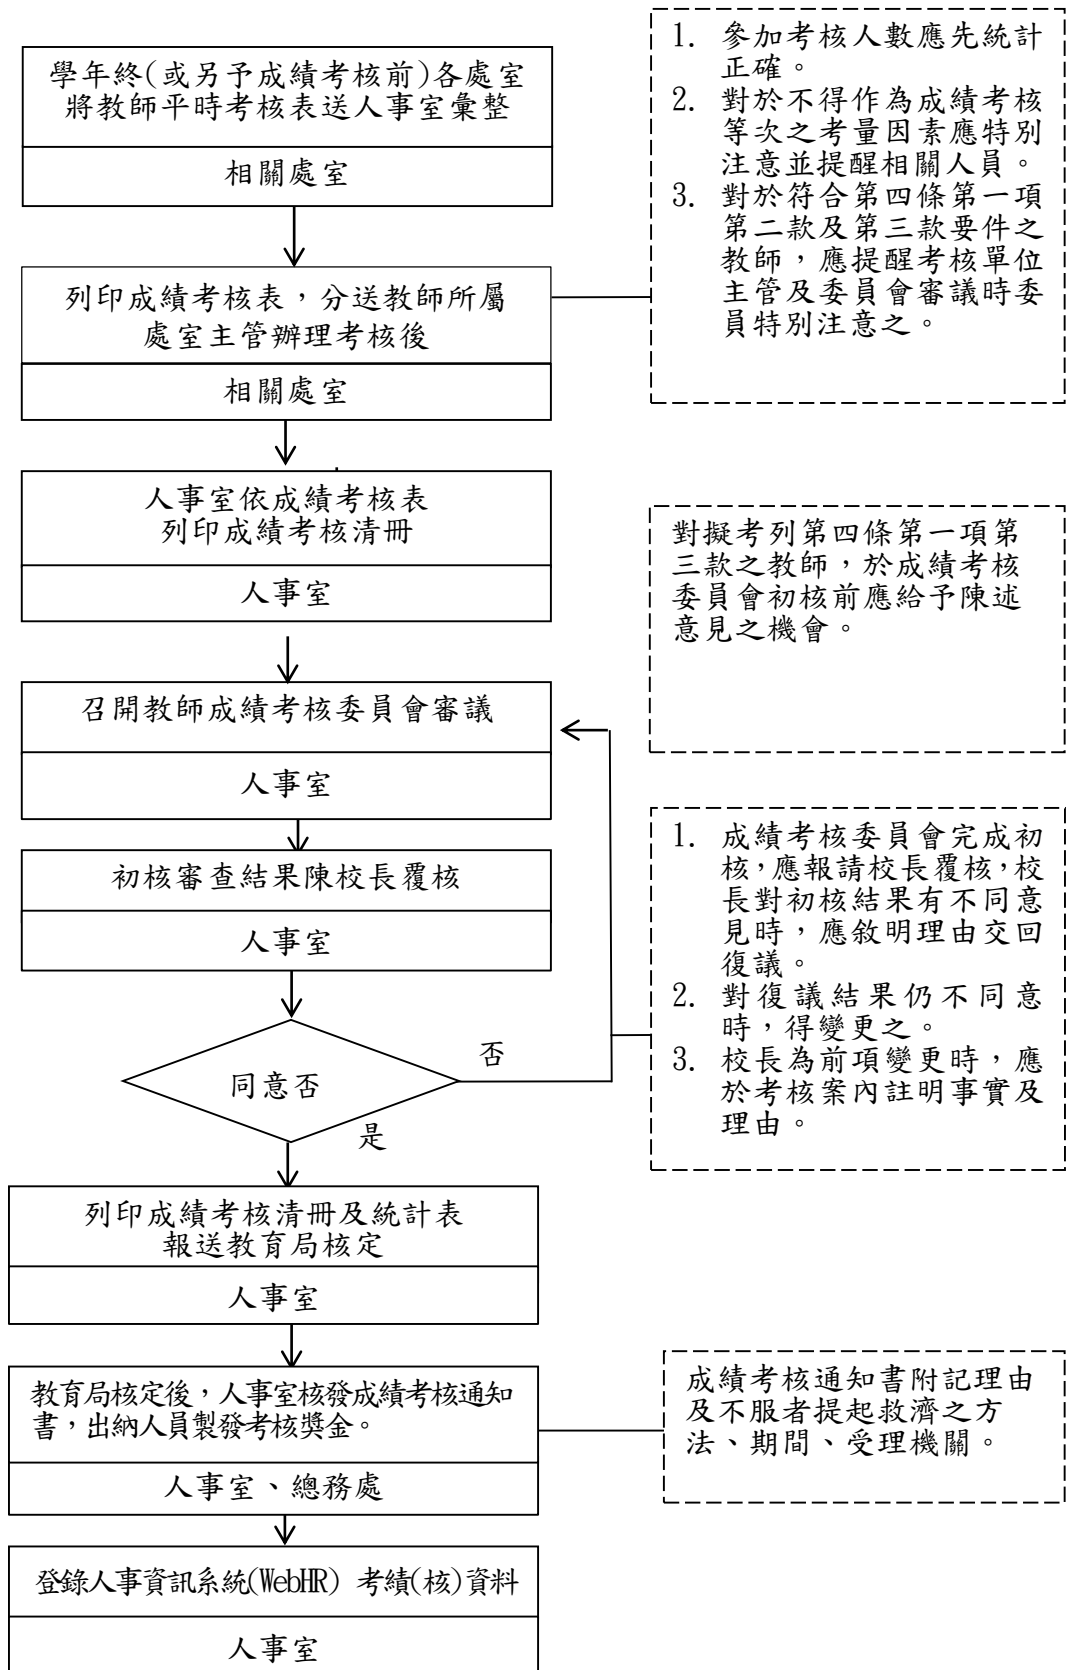 學年終(或另予成績考核前)各處室
將教師平時考核表送人事室彙整
相關處室
1. 參加考核人數應先統計
正確。
2. 對於不得作為成績考核
等次之考量因素應特別
注意並提醒相關人員。
3. 對於符合第四條第一項
第二款及第三款要件之
教師，應提醒考核單位
主管及委員會審議時委
員特別注意之。
列印成績考核表，分送教師所屬
處室主管辦理考核後
相關處室
人事室依成績考核表
列印成績考核清冊
人事室
對擬考列第四條第一項第
三款之教師，於成績考核
委員會初核前應給予陳述
意見之機會。
召開教師成績考核委員會審議
人事室
初核審查結果陳校長覆核
人事室
1. 成績考核委員會完成初
核，應報請校長覆核，校
長對初核結果有不同意
見時，應敘明理由交回
復議。
2. 對復議結果仍不同意
時，得變更之。
3. 校長為前項變更時，應
於考核案內註明事實及
理由。
同意否
否
是
列印成績考核清冊及統計表
報送教育局核定
人事室
教育局核定後，人事室核發成績考核通知
書，出納人員製發考核獎金。
人事室、總務處
成績考核通知書附記理由
及不服者提起救濟之方
法、期間、受理機關。
登錄人事資訊系統(WebHR) 考績(核)資料
人事室